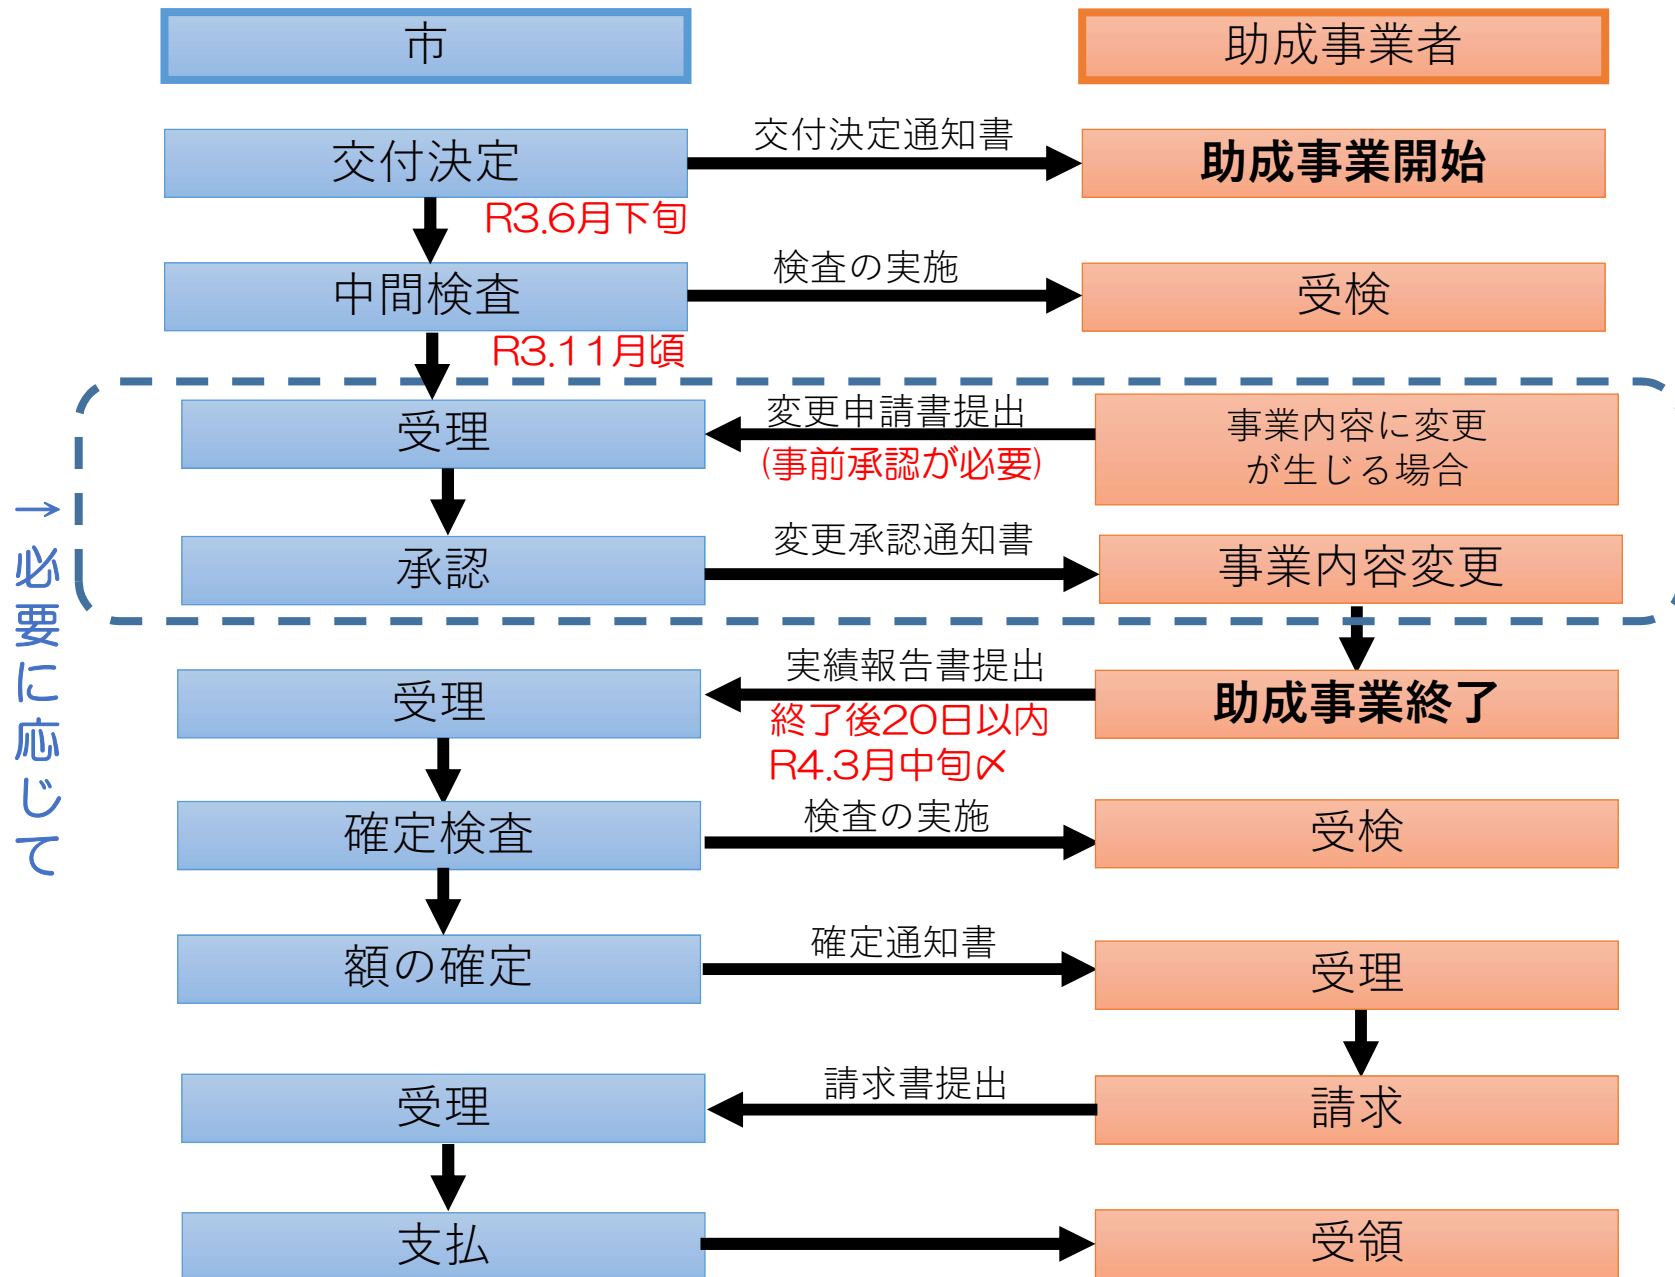 市
助成事業者
交付決定
交付決定通知書
助成事業開始
R3.6月下旬
中間検査
検査の実施
受検
R3.11月頃
受理
変更申請書提出
(事前承認が必要)
事業内容に変更
が生じる場合
承認
変更承認通知書
事業内容変更
→必要に応じて
受理
実績報告書提出
終了後20日以内
R4.3月中旬〆
助成事業終了
確定検査
検査の実施
受検
額の確定
確定通知書
受理
受理
請求書提出
請求
支払
受領